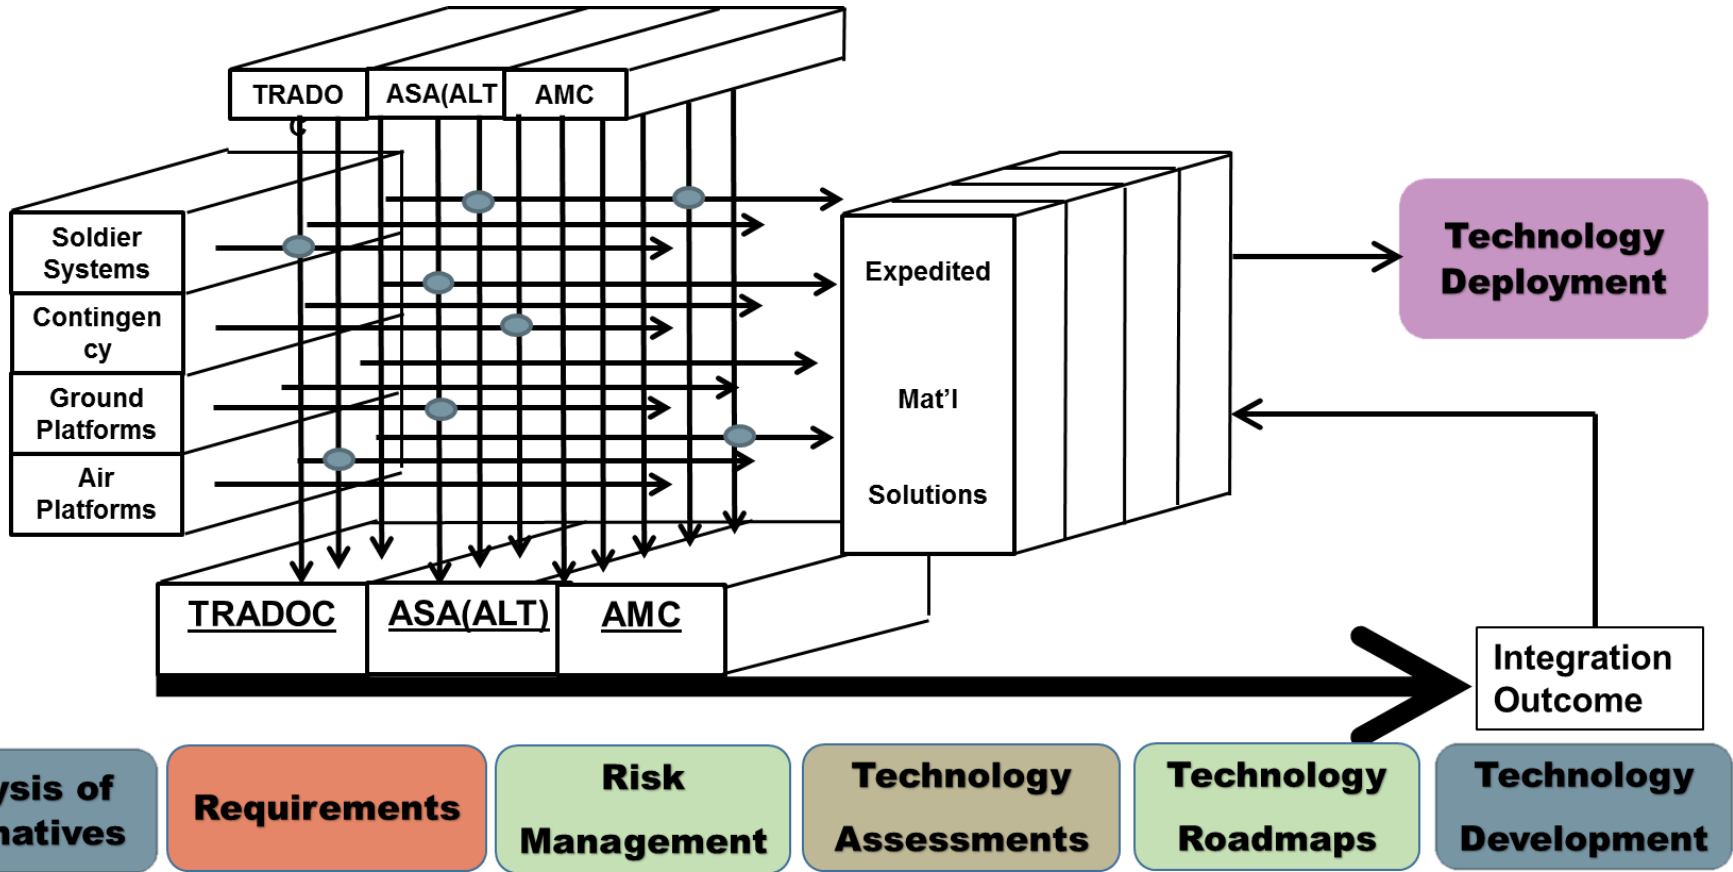 TRADO
C
ASA(ALT
AMC
Soldier
Systems
Contingen
cy
Ground
Platforms
Air
Platforms
Expedited
Mat'l
Solutions
Technology
Deployment
TRADOC
ASA(ALT)
AMC
Integration
Outcome
ysis of
natives
Requirements
Risk
Management
Technology
Assessments
Technology
Roadmaps
Technology
Development